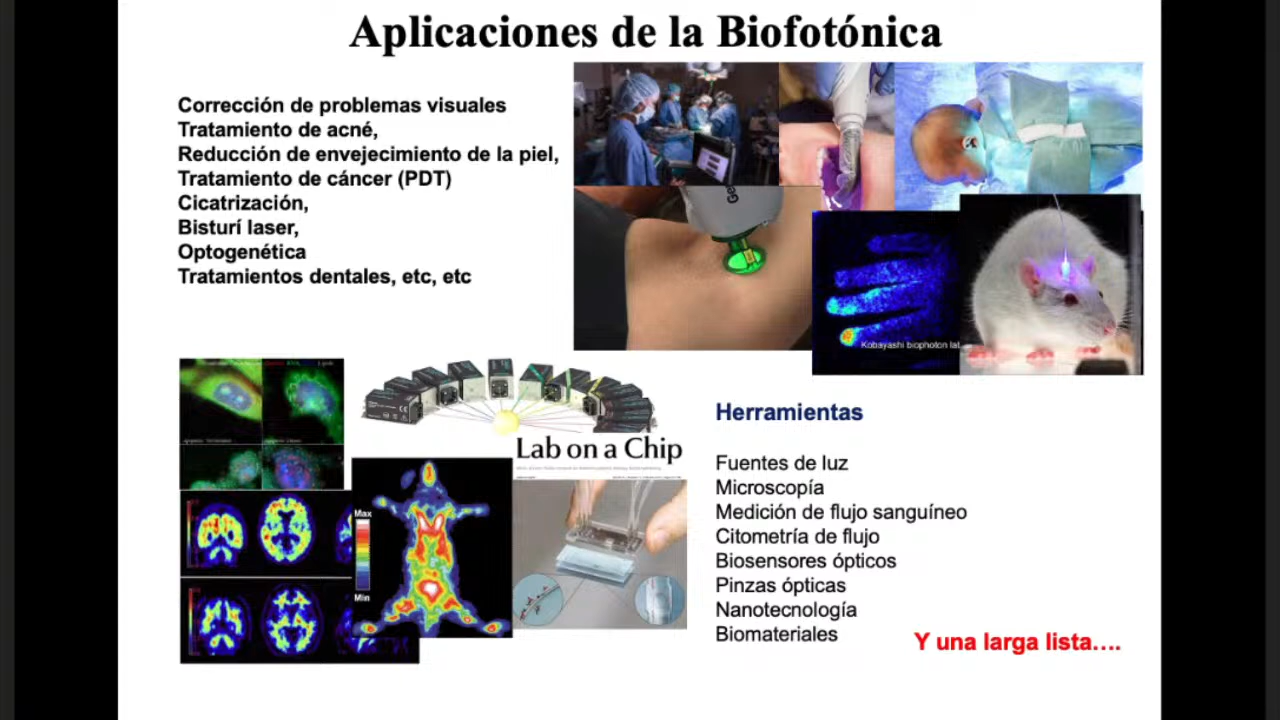 Aplicaciones de la Biofotónica
Corrección de problemas visuales
Tratamiento de acné,
Reducción de envejecimiento de la piel,
Tratamiento de cáncer (PDT)
Cicatrización,
Bisturí laser,
Optogenética
Tratamientos dentales, etc, etc
Kobayashi biophoton lat.
Lab on a Chip
Max
Min
Herramientas
Fuentes de luz
Microscopía
Medición de flujo sanguíneo
Citometría de flujo
Biosensores ópticos
Pinzas ópticas
Nanotecnología
Biomateriales
Y una larga lista....